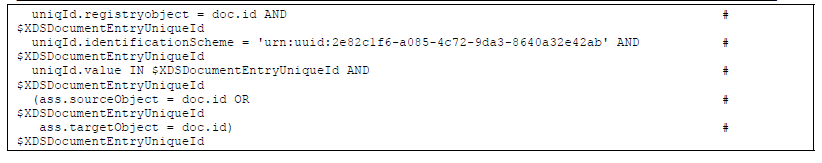 uniqId.registryobject = doc.id AND #
$XDSDocumentEntryUniqueId
uniqId.identificationScheme = 'urn:uuid:2e82c1f6-a085-4c72-9da3-8640a32e42ab' AND #
$XDSDocumentEntryUniqueId
uniqId.value IN $XDSDocumentEntryUniqueId AND #
$XDSDocumentEntryUniqueId
(ass.sourceObject = doc.id OR #
$XDSDocumentEntryUniqueId
ass.targetObject = doc.id) #
$XDSDocumentEntryUniqueId